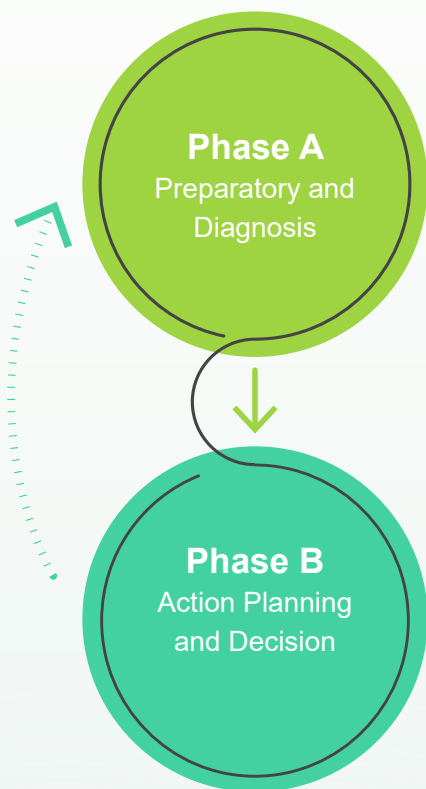 Phase A
Preparatory and
Diagnosis
Phase B
Action Planning
and Decision